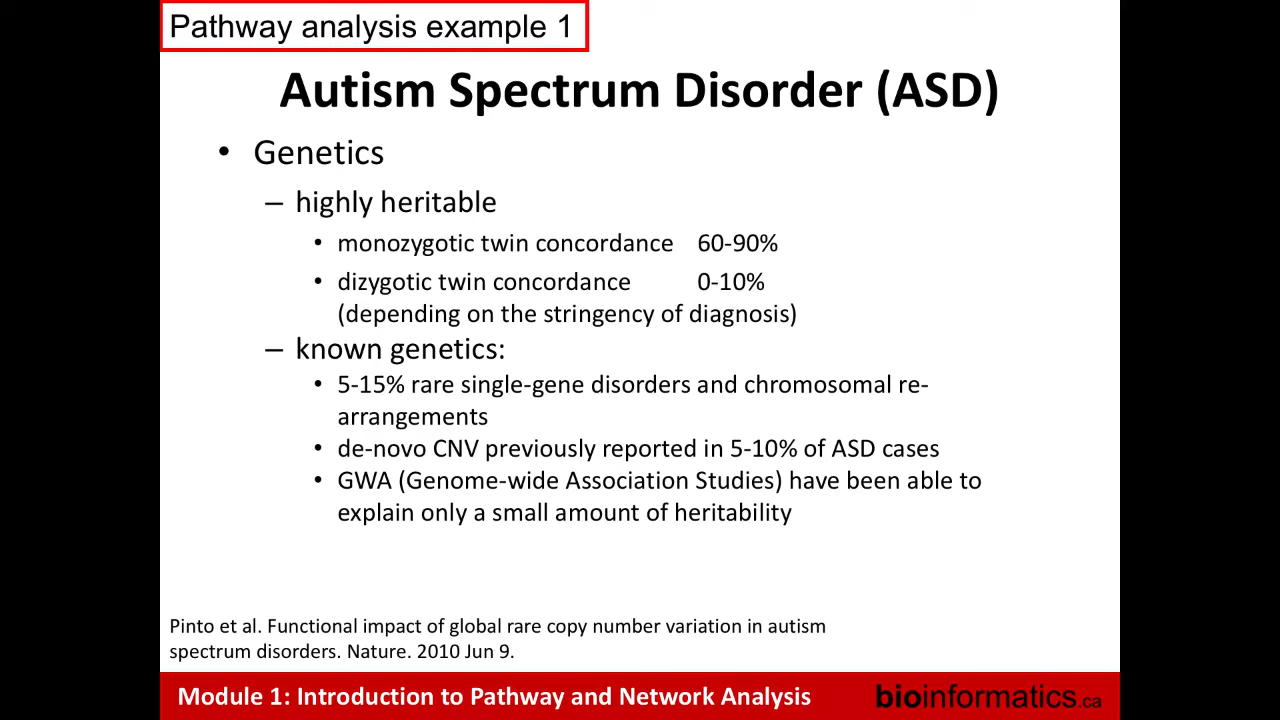 Pathway analysis example 1
Autism Spectrum Disorder (ASD)
• Genetics
– highly heritable
• monozygotic twin concordance 60-90%
• dizygotic twin concordance 0-10%
(depending on the stringency of diagnosis)
– known genetics:
• 5-15% rare single-gene disorders and chromosomal re-
arrangements
• de-novo CNV previously reported in 5-10% of ASD cases
• GWA (Genome-wide Association Studies) have been able to
explain only a small amount of heritability
Pinto et al. Functional impact of global rare copy number variation in autism
spectrum disorders. Nature. 2010 Jun 9.
Module 1: Introduction to Pathway and Network Analysis
bioinformatics.ca